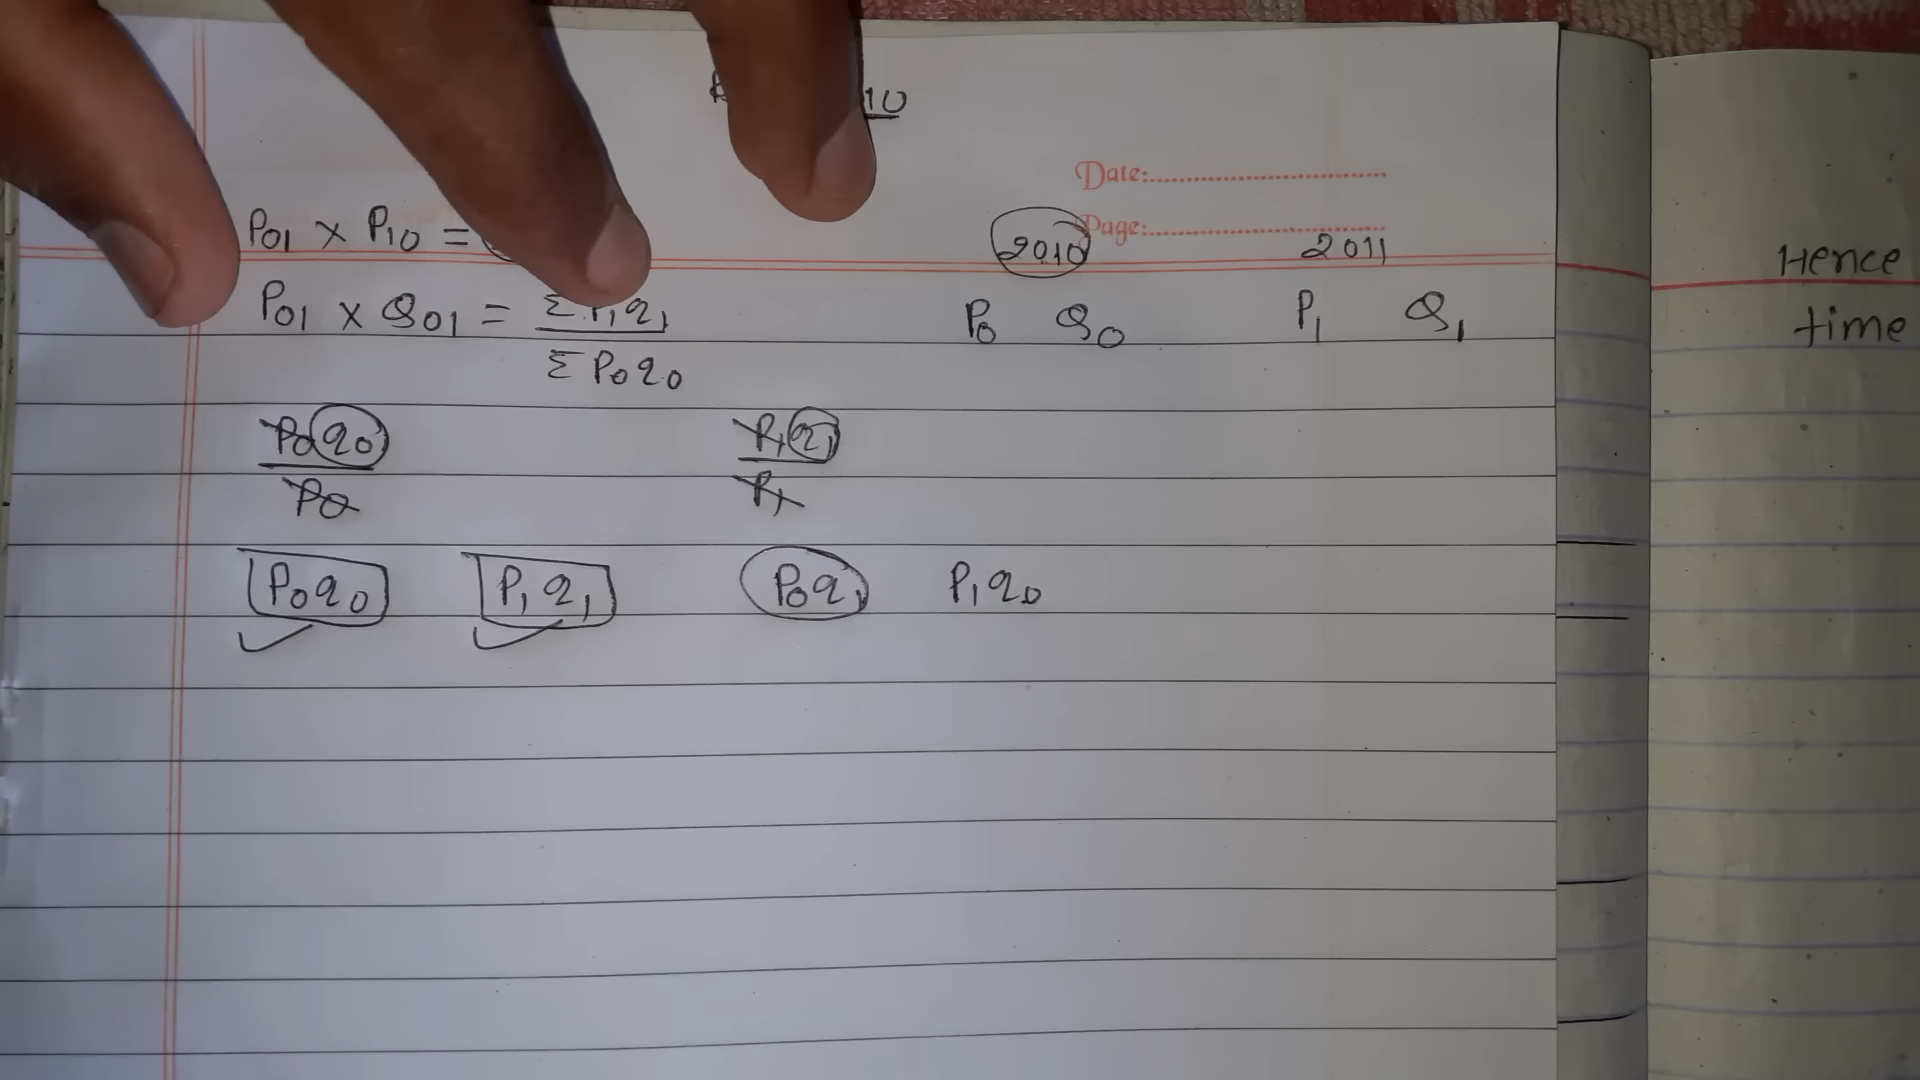 10
Date:
Page:
P01 × P10 =
2010 2011
P01 × Q01 = Σ P1q1 / Σ P0q0
P0 Q0 P1 Q1
P0q0 / P0 P1q1 / P1
P0q0 P1q1 P0q1 P1q0
Hence
time